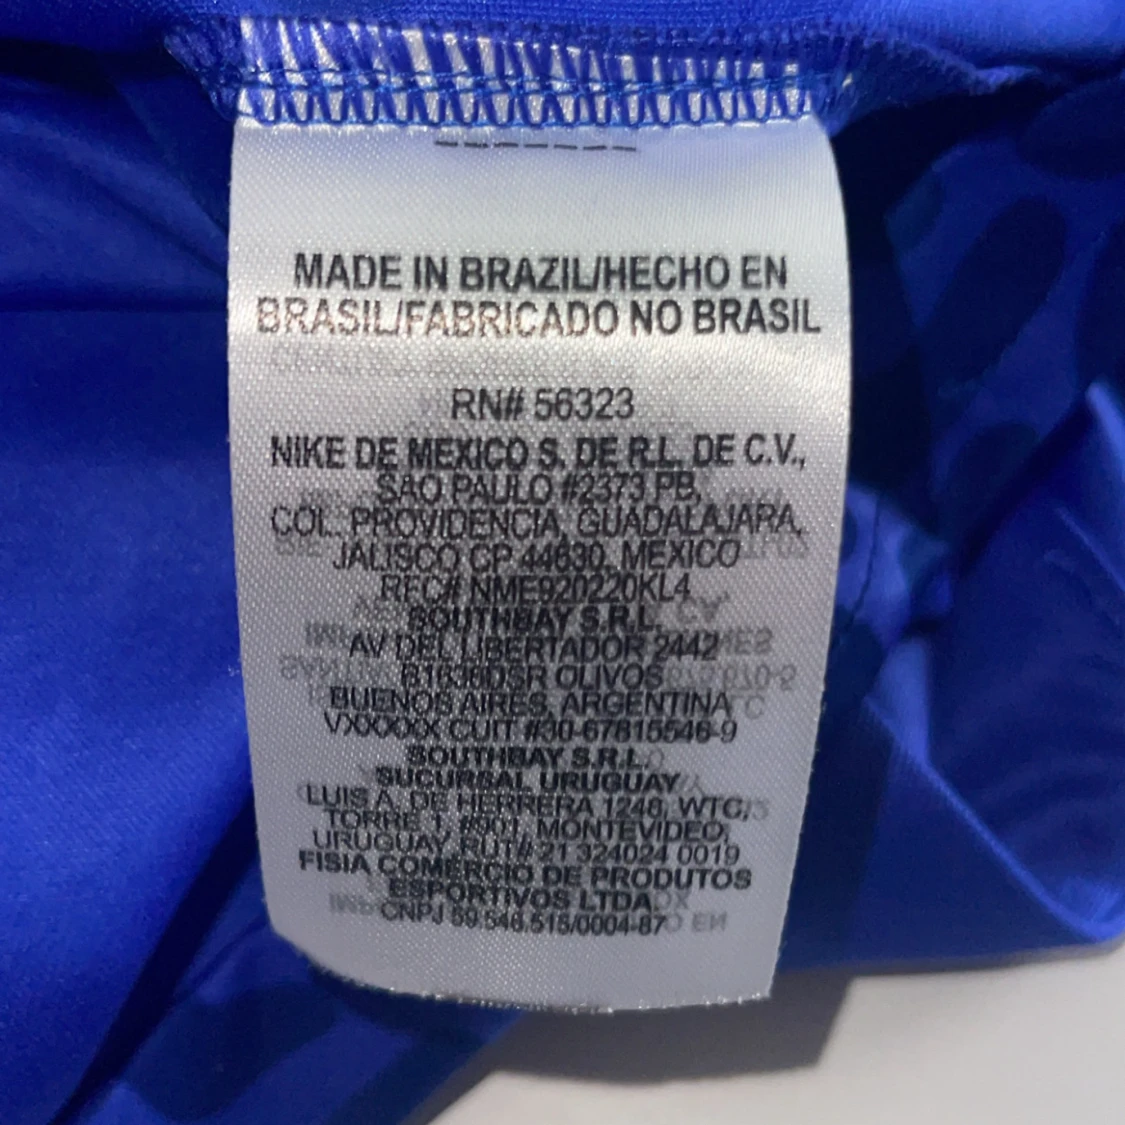 MADE IN BRAZIL/HECHO EN
BRASIL/FABRICADO NO BRASIL
RN# 56323
NIKE DE MEXICO S. DE R.L. DE C.V.,
SAO PAULO #2373 PB,
COL. PROVIDENCIA, GUADALAJARA,
JALISCO CP 44630, MEXICO
RFC# NME920220KL4
SOUTHBAY S.R.L.
AV DEL LIBERTADOR 2442
B1636DSR OLIVOS
BUENOS AIRES, ARGENTINA
VXXXXX CUIT #30-67815546-9
SOUTHBAY S.R.L.
SUCURSAL URUGUAY
LUIS A. DE HERRERA 1248, WTC,
TORRE 1, #901, MONTEVIDEO,
URUGUAY RUT# 21 324024 0019
FISIA COMERCIO DE PRODUTOS
ESPORTIVOS LTDA
CNPJ 59.546.515/0004-87